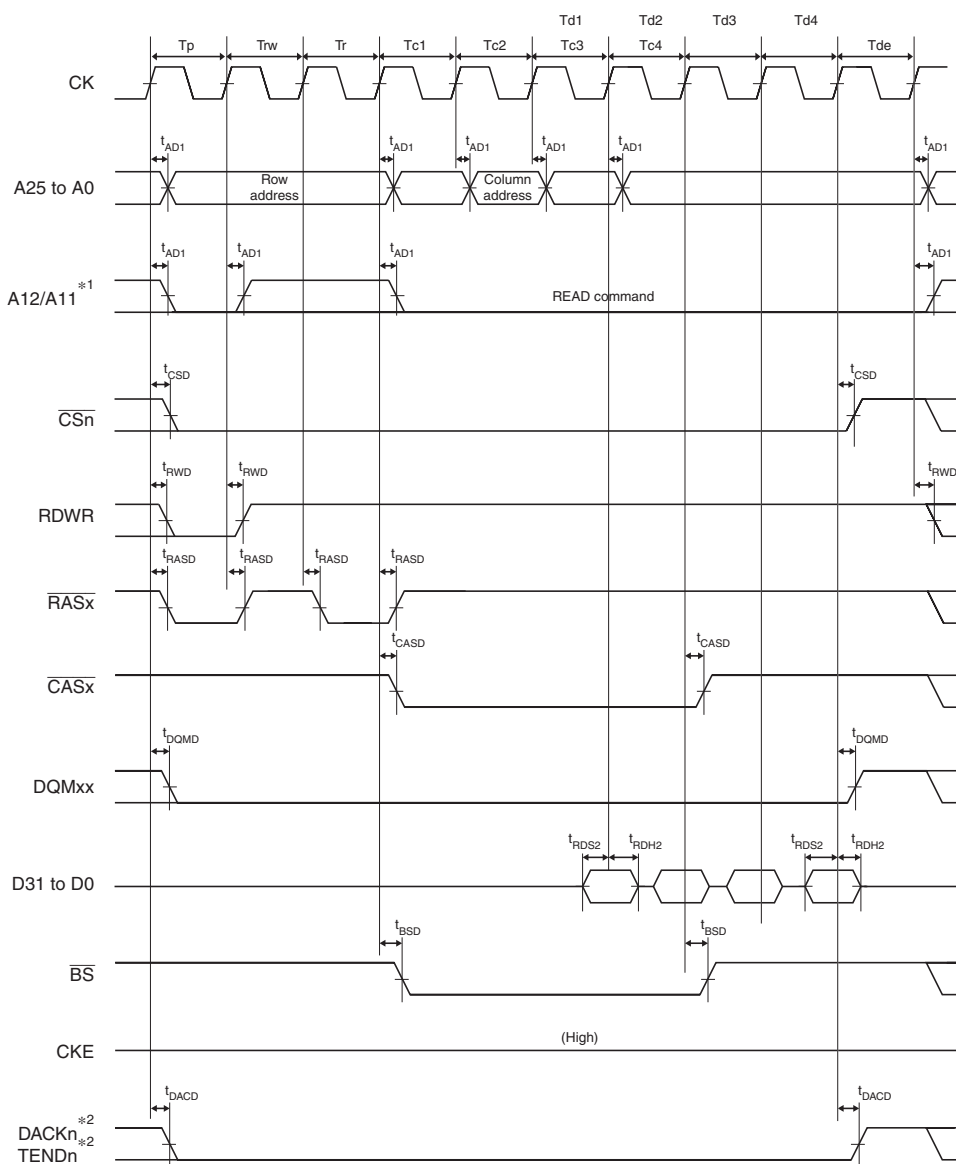 Td1 Td2 Td3 Td4
Tp Trw Tr Tc1 Tc2 Tc3 Tc4 Tde
CK
tAD1 tAD1 tAD1 tAD1 tAD1 tAD1
A25 to A0 Row address Column address
tAD1 tAD1 tAD1 tAD1
A12/A11*1 READ command
tCSD tCSD
CSn
tRWD tRWD tRWD
RDWR
tRASD tRASD tRASD tRASD
RASx
tCASD tCASD
CASx
tDQMD tDQMD
DQMxx
tRDS2 tRDH2 tRDS2 tRDH2
D31 to D0
tBSD tBSD
BS
(High)
CKE
tDACD tDACD
DACKn*2
TENDn*2